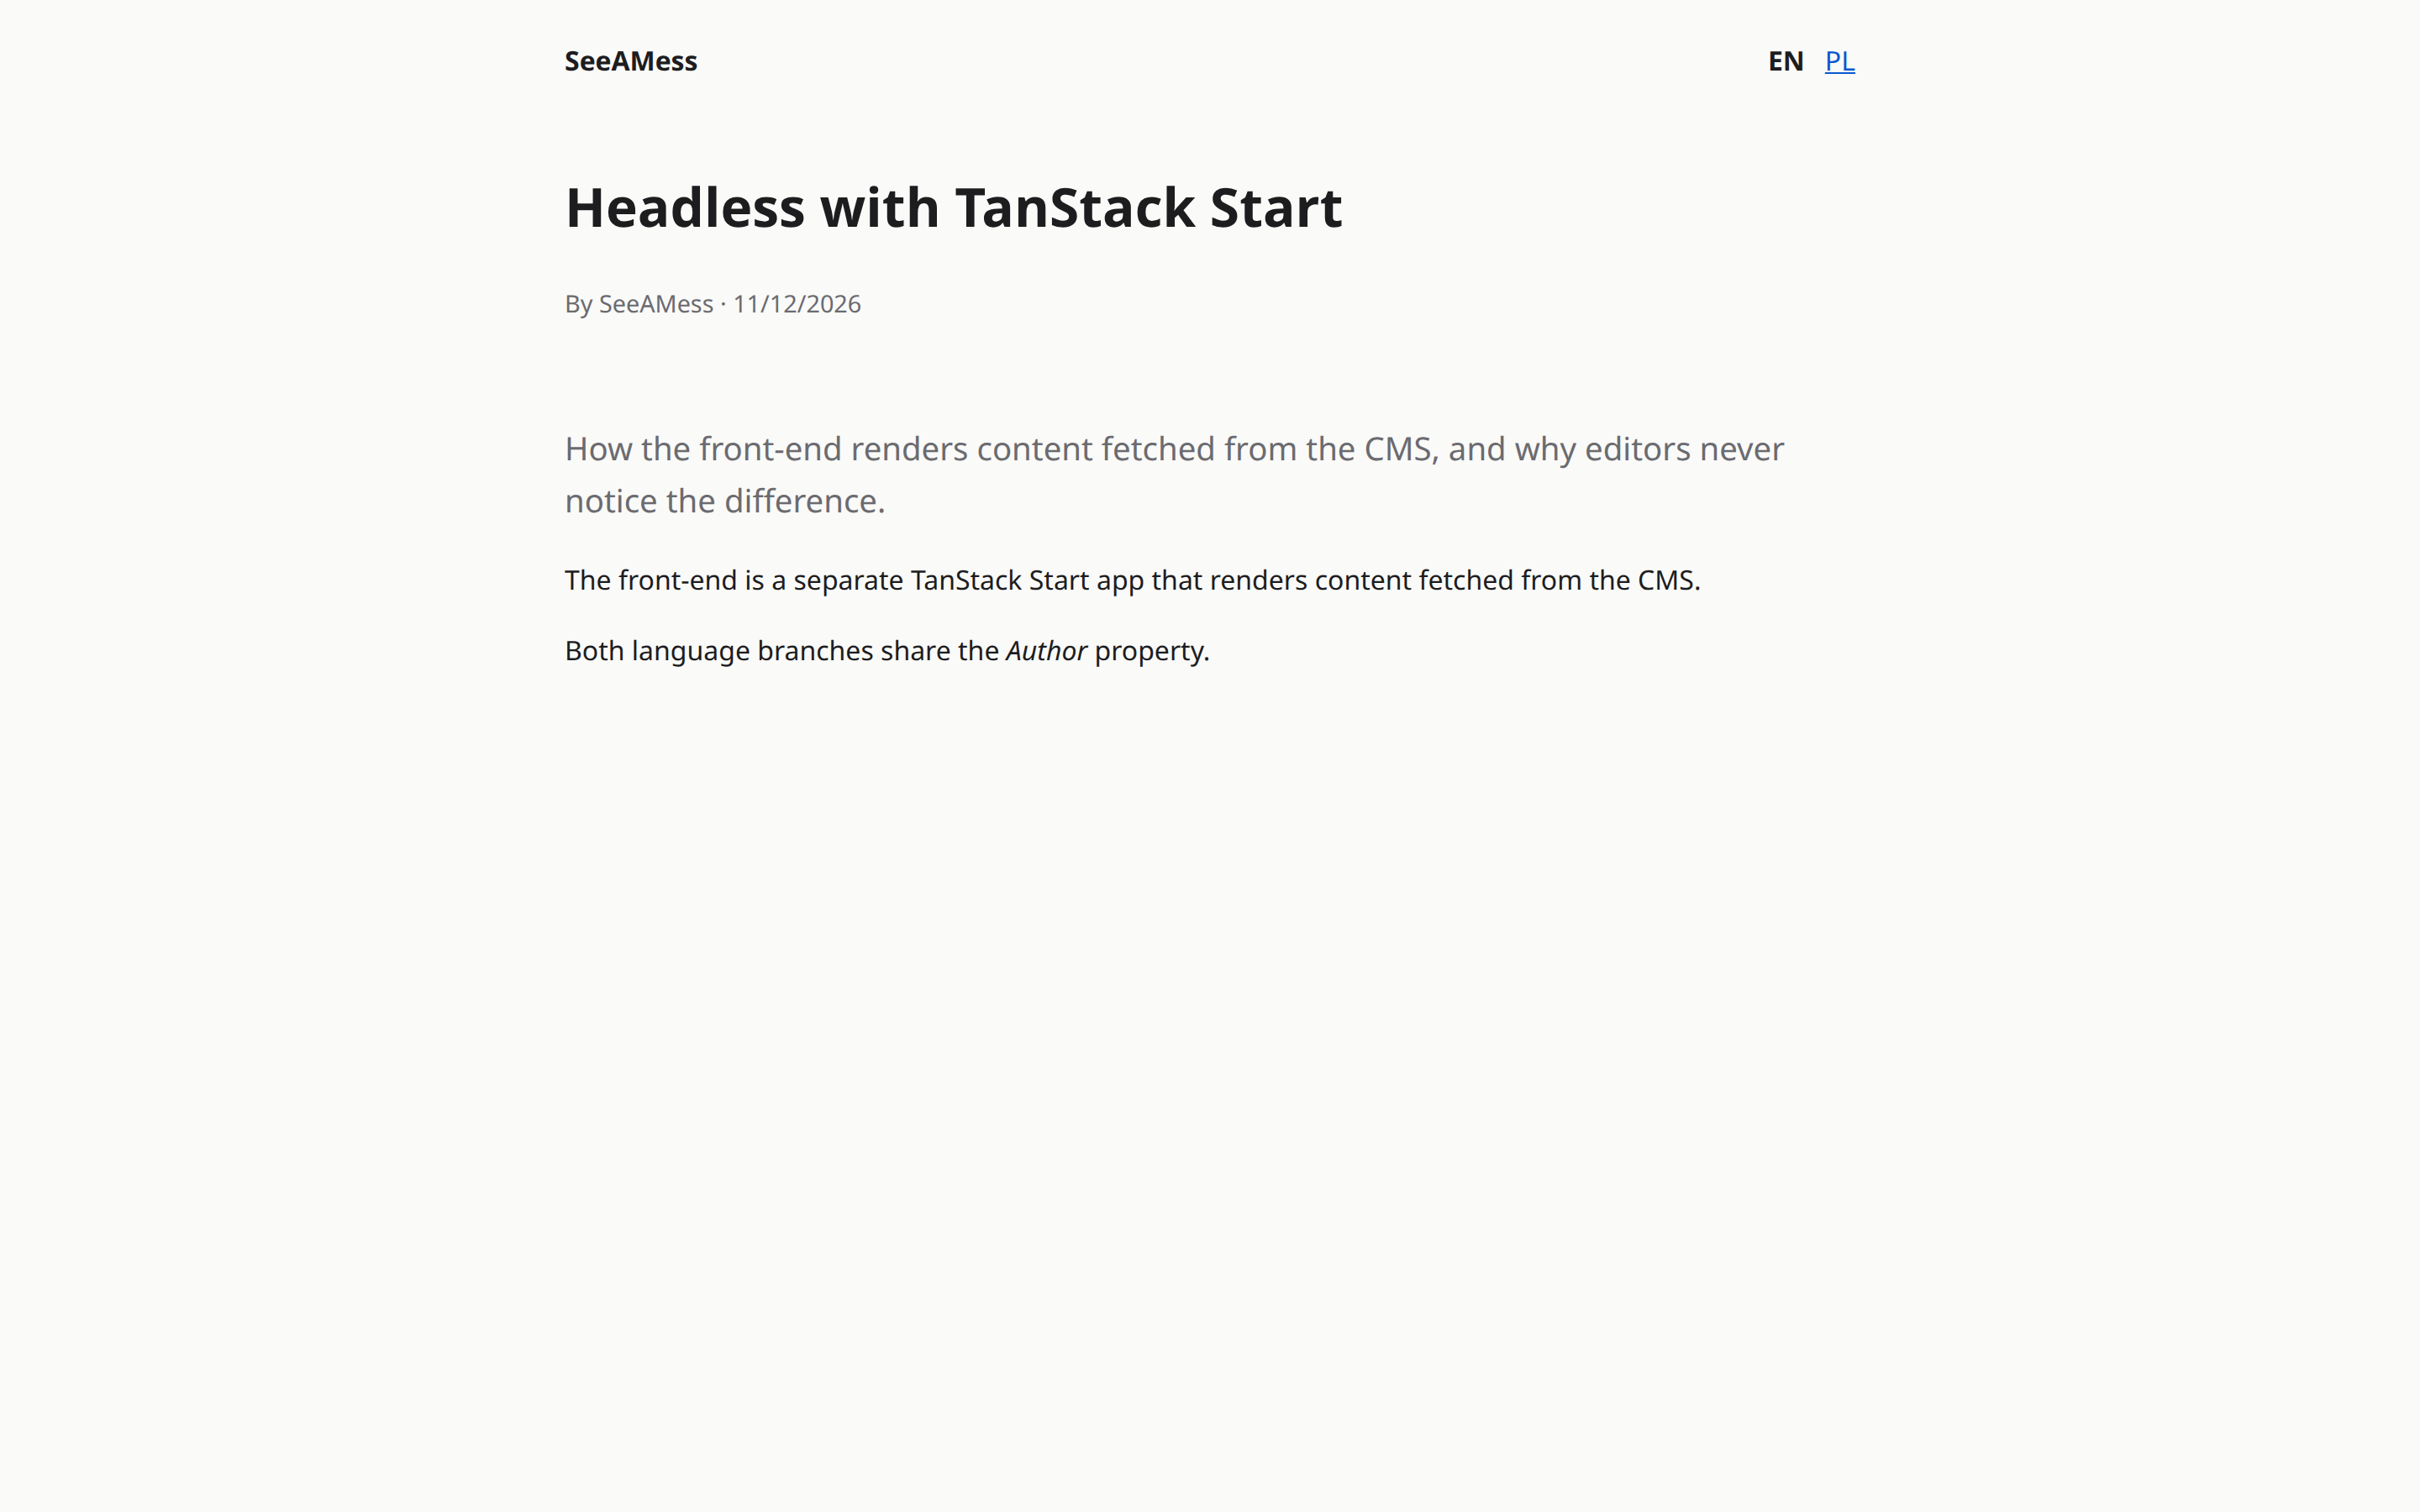 SeeAMess
EN PL
Headless with TanStack Start
By SeeAMess · 11/12/2026
How the front-end renders content fetched from the CMS, and why editors never
notice the difference.
The front-end is a separate TanStack Start app that renders content fetched from the CMS.
Both language branches share the Author property.